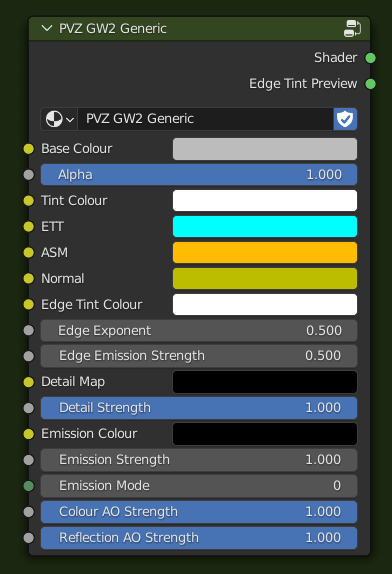 PVZ GW2 Generic
Shader
Edge Tint Preview
PVZ GW2 Generic
Base Colour
Alpha 1.000
Tint Colour
ETT
ASM
Normal
Edge Tint Colour
Edge Exponent 0.500
Edge Emission Strength 0.500
Detail Map
Detail Strength 1.000
Emission Colour
Emission Strength 1.000
Emission Mode 0
Colour AO Strength 1.000
Reflection AO Strength 1.000